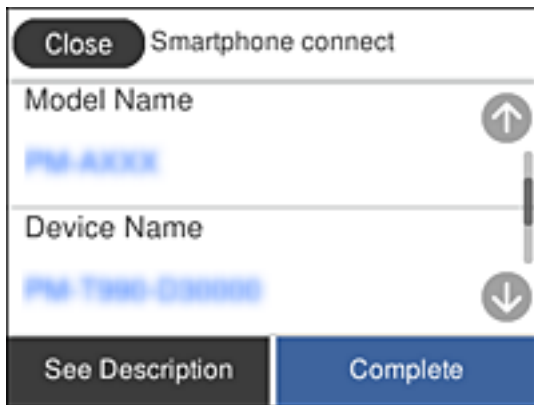 Close Smartphone connect
Model Name
PM-AXXX
Device Name
See Description Complete